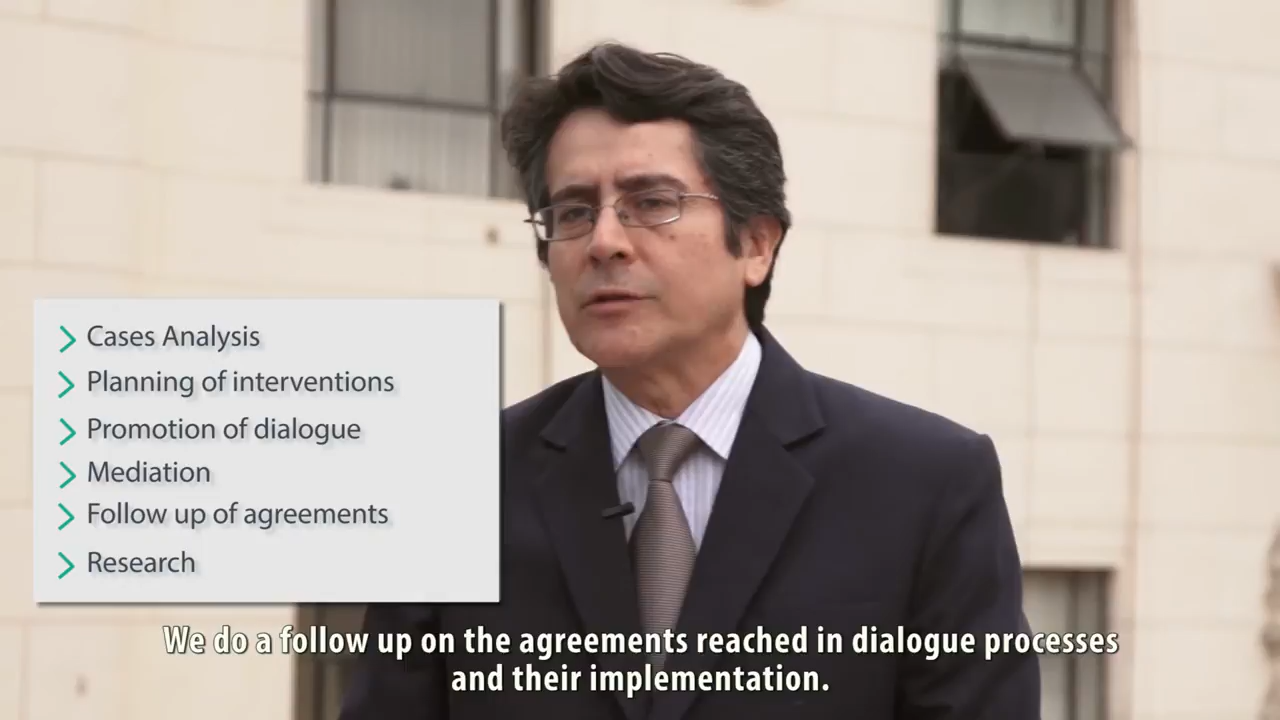 Cases Analysis
Planning of interventions
Promotion of dialogue
Mediation
Follow up of agreements
Research
We do a follow up on the agreements reached in dialogue processes
and their implementation.